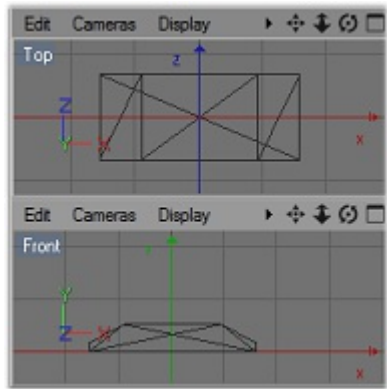 Edit Cameras Display
Top
z
Z
Y X
x
Edit Cameras Display
Front
Y
Z X
x